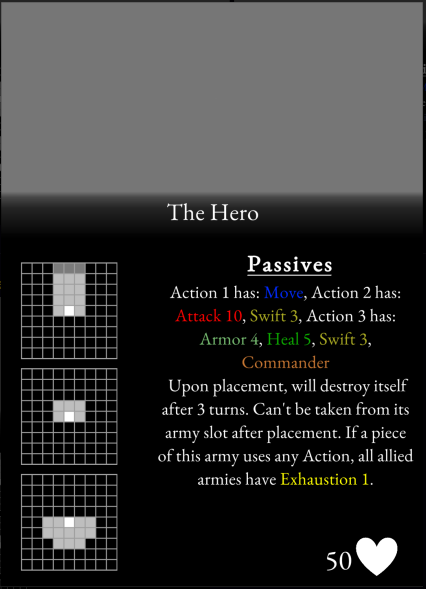 The Hero
Passives
Action 1 has: Move, Action 2 has:
Attack 10, Swift 3, Action 3 has:
Armor 4, Heal 5, Swift 3,
Commander
Upon placement, will destroy itself
after 3 turns. Can't be taken from its
army slot after placement. If a piece
of this army uses any Action, all allied
armies have Exhaustion 1.
50